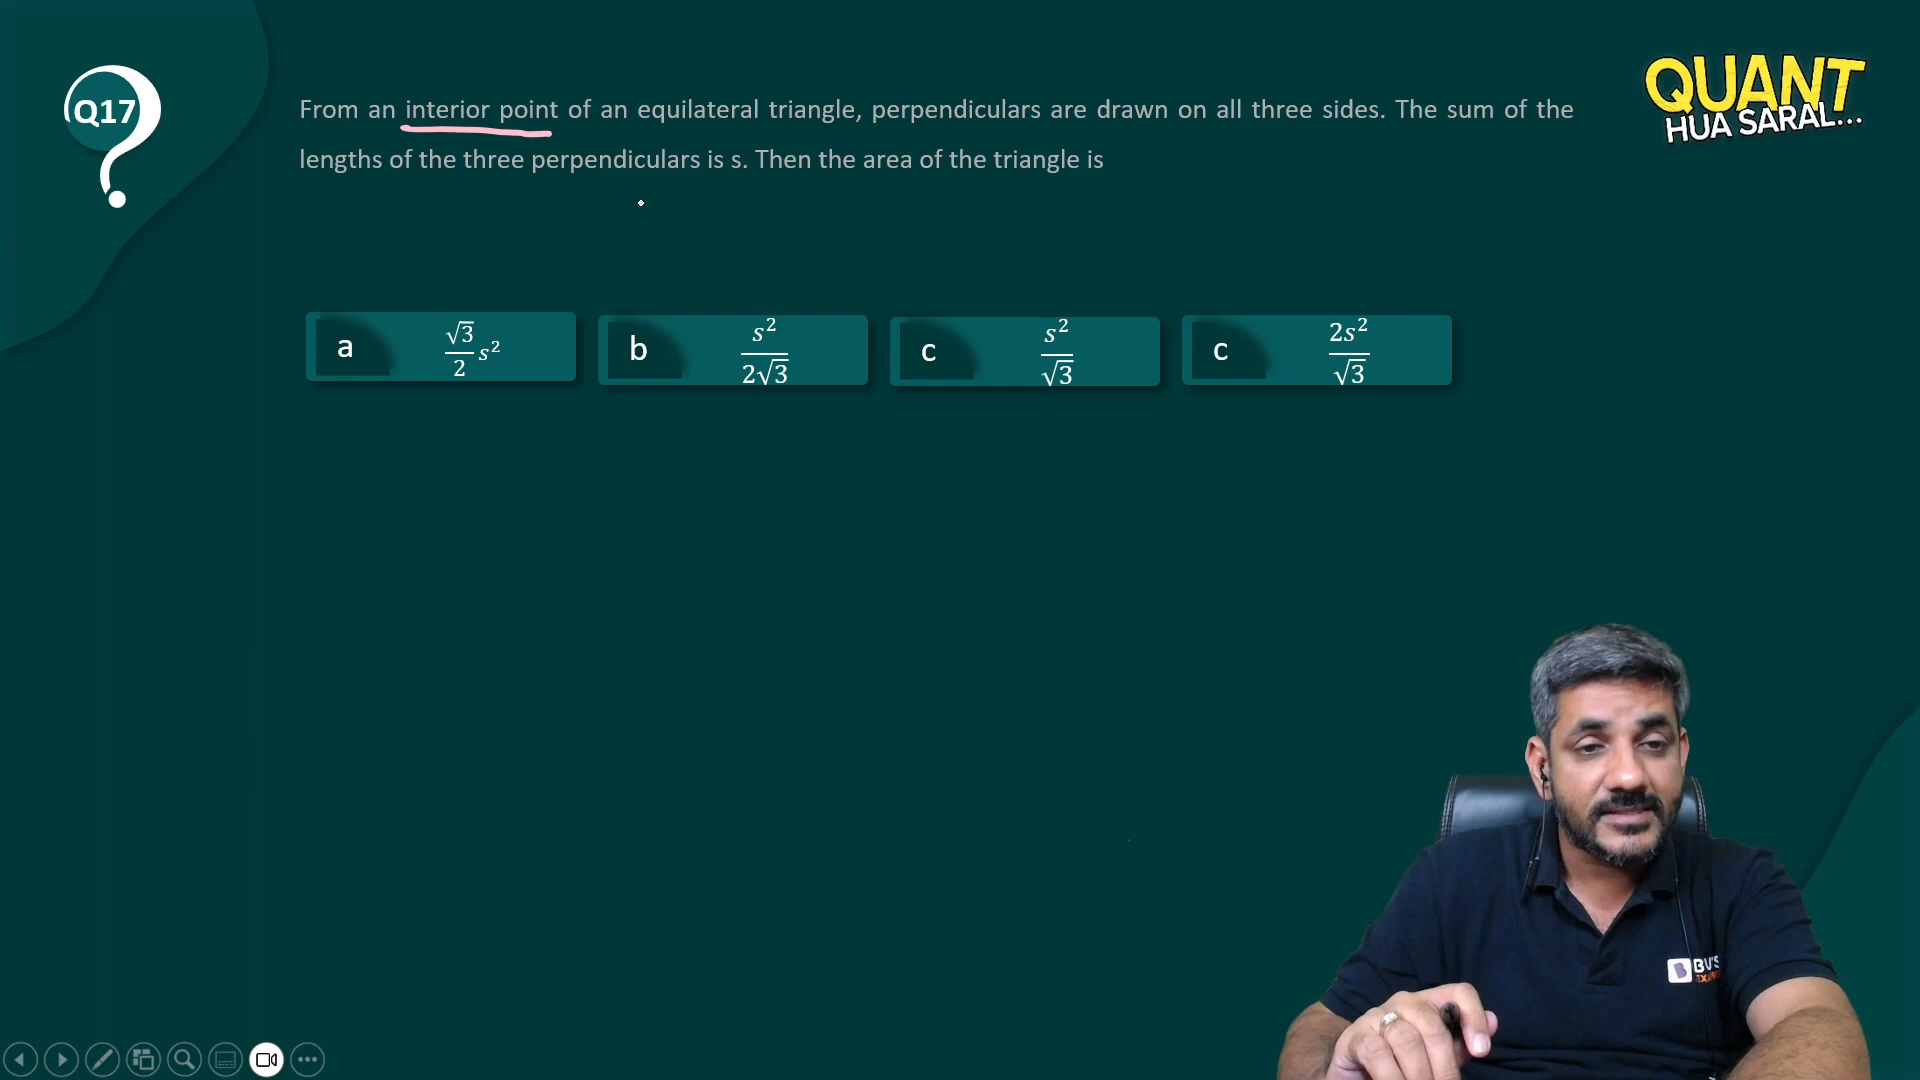 Q17
From an interior point of an equilateral triangle, perpendiculars are drawn on all three sides. The sum of the
lengths of the three perpendiculars is s. Then the area of the triangle is
QUANT
HUA SARAL...
a √3/2 s²
b s²/2√3
c s²/√3
c 2s²/√3